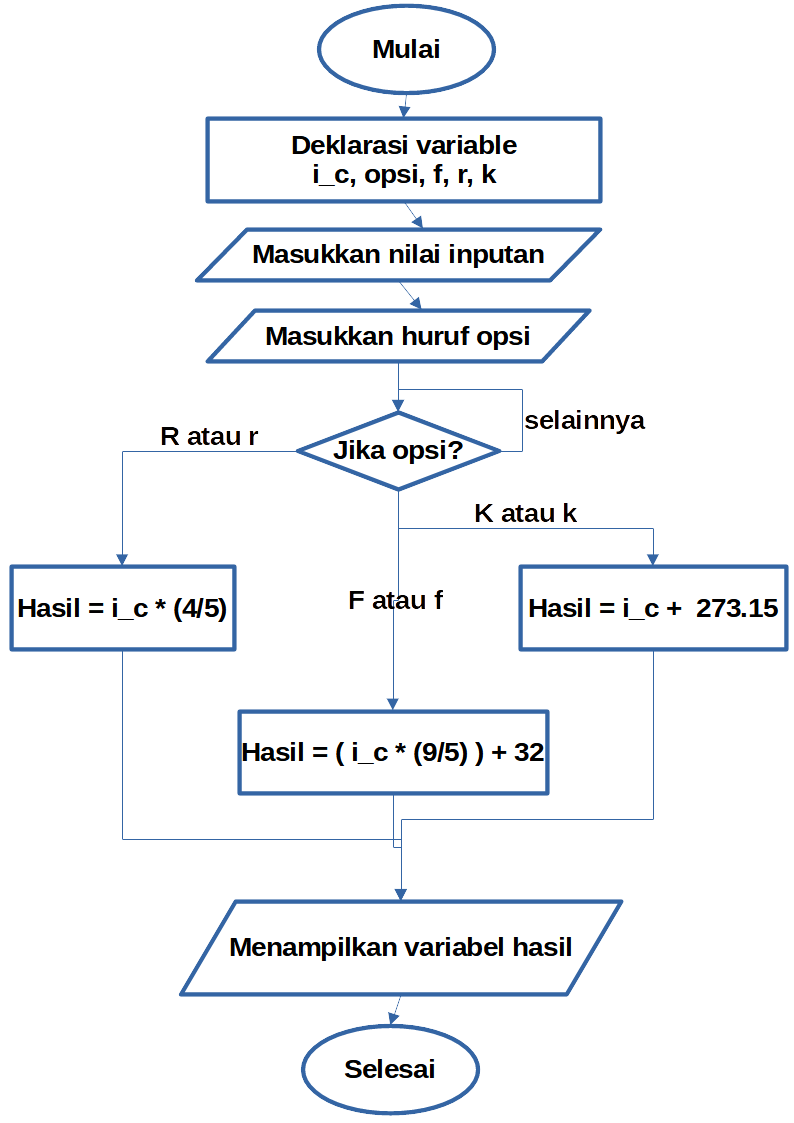 Mulai
Deklarasi variable
i_c, opsi, f, r, k
Masukkan nilai inputan
Masukkan huruf opsi
selainnya
R atau r
Jika opsi?
K atau k
F atau f
Hasil = i_c * (4/5)
Hasil = i_c +  273.15
Hasil = ( i_c * (9/5) ) + 32
Menampilkan variabel hasil
Selesai